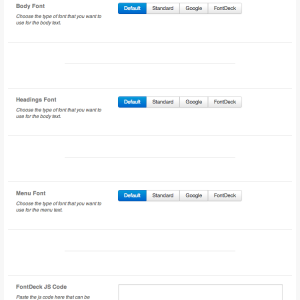 Body Font
Default Standard Google FontDeck
Choose the type of font that you want to
use for the body text.
Headings Font
Default Standard Google FontDeck
Choose the type of font that you want to
use for the body text.
Menu Font
Default Standard Google FontDeck
Choose the type of font that you want to
use for the menu text.
FontDeck JS Code
Paste the js code here that can be